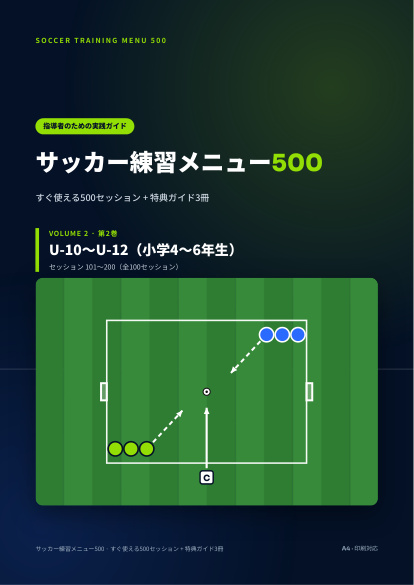 SOCCER TRAINING MENU 500
指導者のための実践ガイド
サッカー練習メニュー500
すぐ使える500セッション + 特典ガイド3冊
VOLUME 2 · 第2巻
U-10〜U-12（小学4〜6年生）
セッション 101〜200（全100セッション）
C
サッカー練習メニュー500 · すぐ使える500セッション + 特典ガイド3冊
A4 · 印刷対応